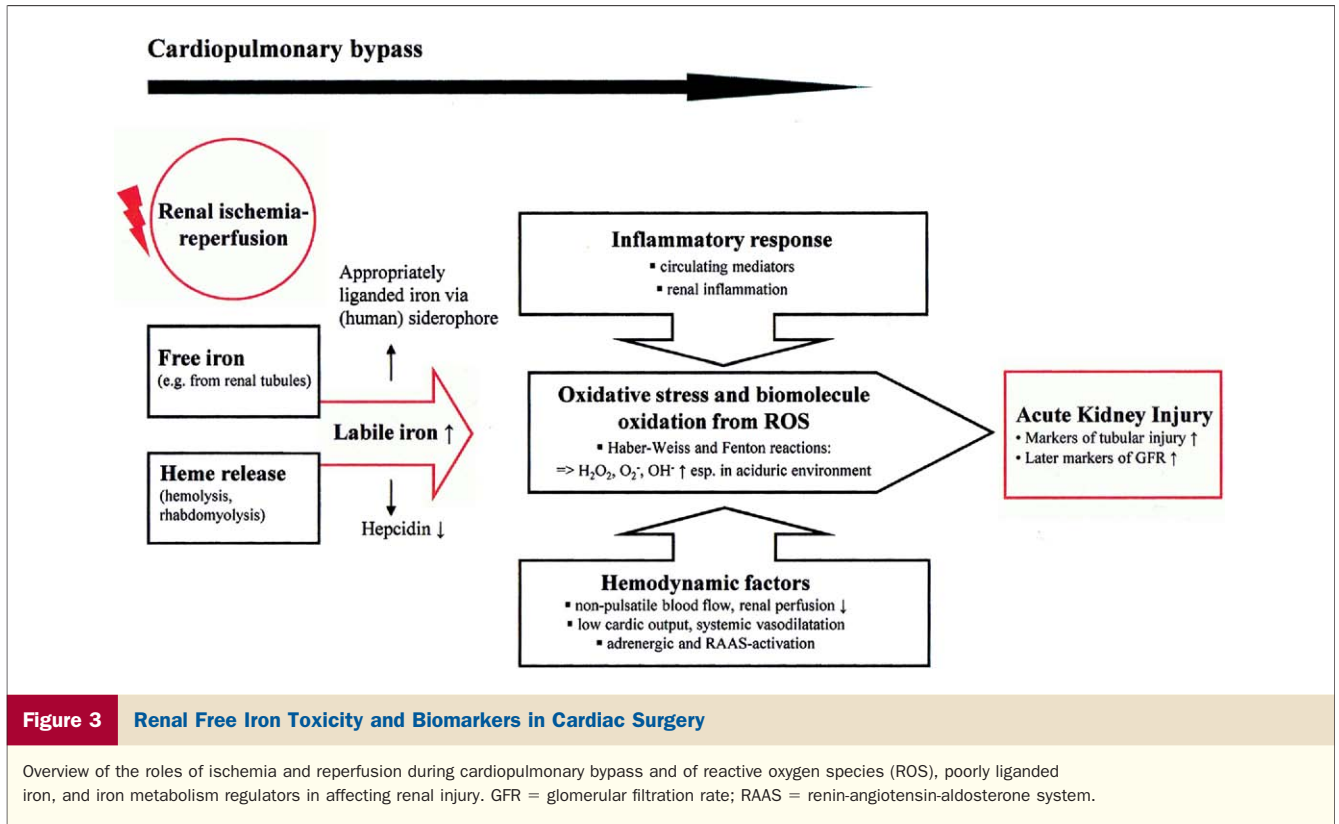 Cardiopulmonary bypass
Renal ischemia-
reperfusion
Appropriately
liganded iron via
(human) siderophore
Free iron
(e.g. from renal tubules)
Labile iron ↑
Heme release
(hemolysis,
rhabdomyolysis)
Hepcidin ↓
Inflammatory response
▪ circulating mediators
▪ renal inflammation
Oxidative stress and biomolecule
oxidation from ROS
▪ Haber-Weiss and Fenton reactions:
=> H₂O₂, O₂⁻, OH⁻ ↑ esp. in aciduric environment
Hemodynamic factors
▪ non-pulsatile blood flow, renal perfusion ↓
▪ low cardic output, systemic vasodilatation
▪ adrenergic and RAAS-activation
Acute Kidney Injury
• Markers of tubular injury ↑
• Later markers of GFR ↑
Figure 3 Renal Free Iron Toxicity and Biomarkers in Cardiac Surgery
Overview of the roles of ischemia and reperfusion during cardiopulmonary bypass and of reactive oxygen species (ROS), poorly liganded
iron, and iron metabolism regulators in affecting renal injury. GFR = glomerular filtration rate; RAAS = renin-angiotensin-aldosterone system.